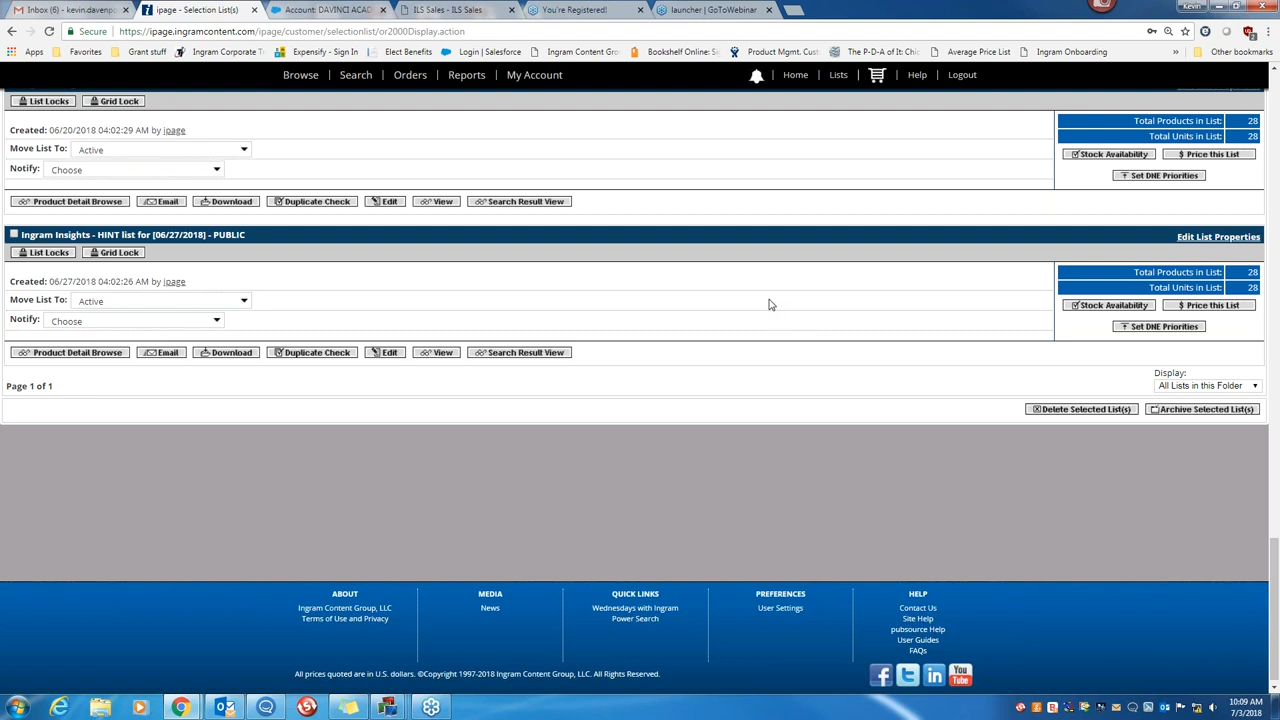 Inbox (6) - kevin.davenpo
ipage - Selection List(s)
Account: DAVINCI ACAD
ILS Sales - ILS Sales
You're Registered!
launcher | GoToWebinar
Kevin
Secure
https://ipage.ingramcontent.com/ipage/customer/selectionlist/or2000Display.action
Apps
Favorites
Grant stuff
Ingram Corporate T
Expensify - Sign In
Elect Benefits
Login | Salesforce
Ingram Content Gro
Bookshelf Online: Si
Product Mgmt. Cust
The P-D-A of It: Chic
Average Price List
Ingram Onboarding
Other bookmarks
Browse Search Orders Reports My Account Home Lists Help Logout
List Locks Grid Lock
Created: 06/20/2018 04:02:29 AM by ipage
Total Products in List: 28
Total Units in List: 28
Move List To: Active
Stock Availability $ Price this List
Notify: Choose
Set DNE Priorities
Product Detail Browse Email Download Duplicate Check Edit View Search Result View
Ingram Insights - HINT list for [06/27/2018] - PUBLIC
Edit List Properties
List Locks Grid Lock
Created: 06/27/2018 04:02:26 AM by ipage
Total Products in List: 28
Total Units in List: 28
Move List To: Active
Stock Availability $ Price this List
Notify: Choose
Set DNE Priorities
Product Detail Browse Email Download Duplicate Check Edit View Search Result View
Page 1 of 1
Display:
All Lists in this Folder
Delete Selected List(s) Archive Selected List(s)
ABOUT
Ingram Content Group, LLC
Terms of Use and Privacy
MEDIA
News
QUICK LINKS
Wednesdays with Ingram
Power Search
PREFERENCES
User Settings
HELP
Contact Us
Site Help
pubsource Help
User Guides
FAQs
All prices quoted are in U.S. dollars. ©Copyright 1997-2018 Ingram Content Group, LLC. All Rights Reserved.
You
Tube
10:09 AM
7/3/2018